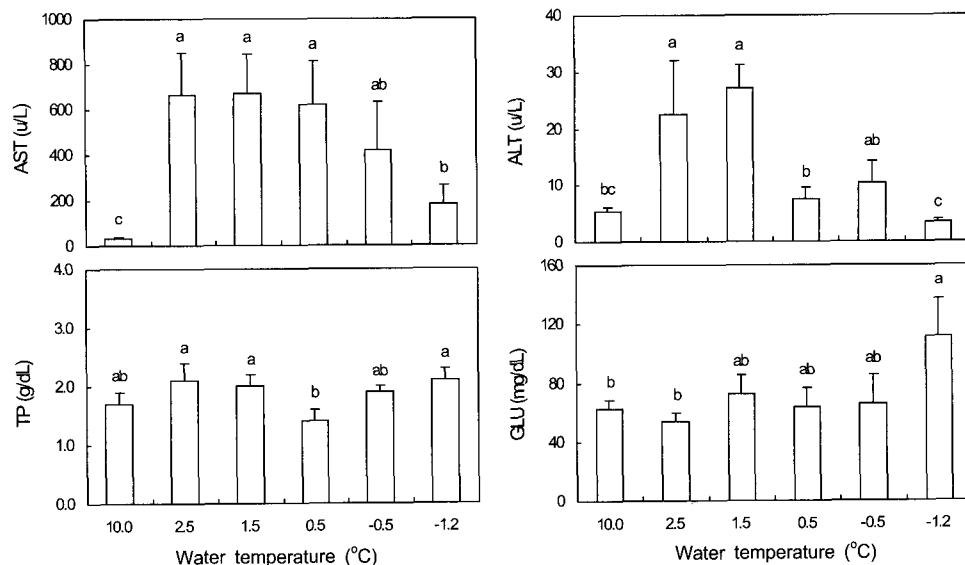 1000
800
600
400
200
0
AST (u/L)
c
a
a
a
ab
b
40
30
20
10
0
ALT (u/L)
bc
a
a
b
ab
c
4.0
3.0
2.0
1.0
0.0
TP (g/dL)
ab
a
a
b
ab
a
10.0 2.5 1.5 0.5 -0.5 -1.2
Water temperature (°C)
160
120
80
40
0
GLU (mg/dL)
b
b
ab
ab
ab
a
10.0 2.5 1.5 0.5 -0.5 -1.2
Water temperature (°C)